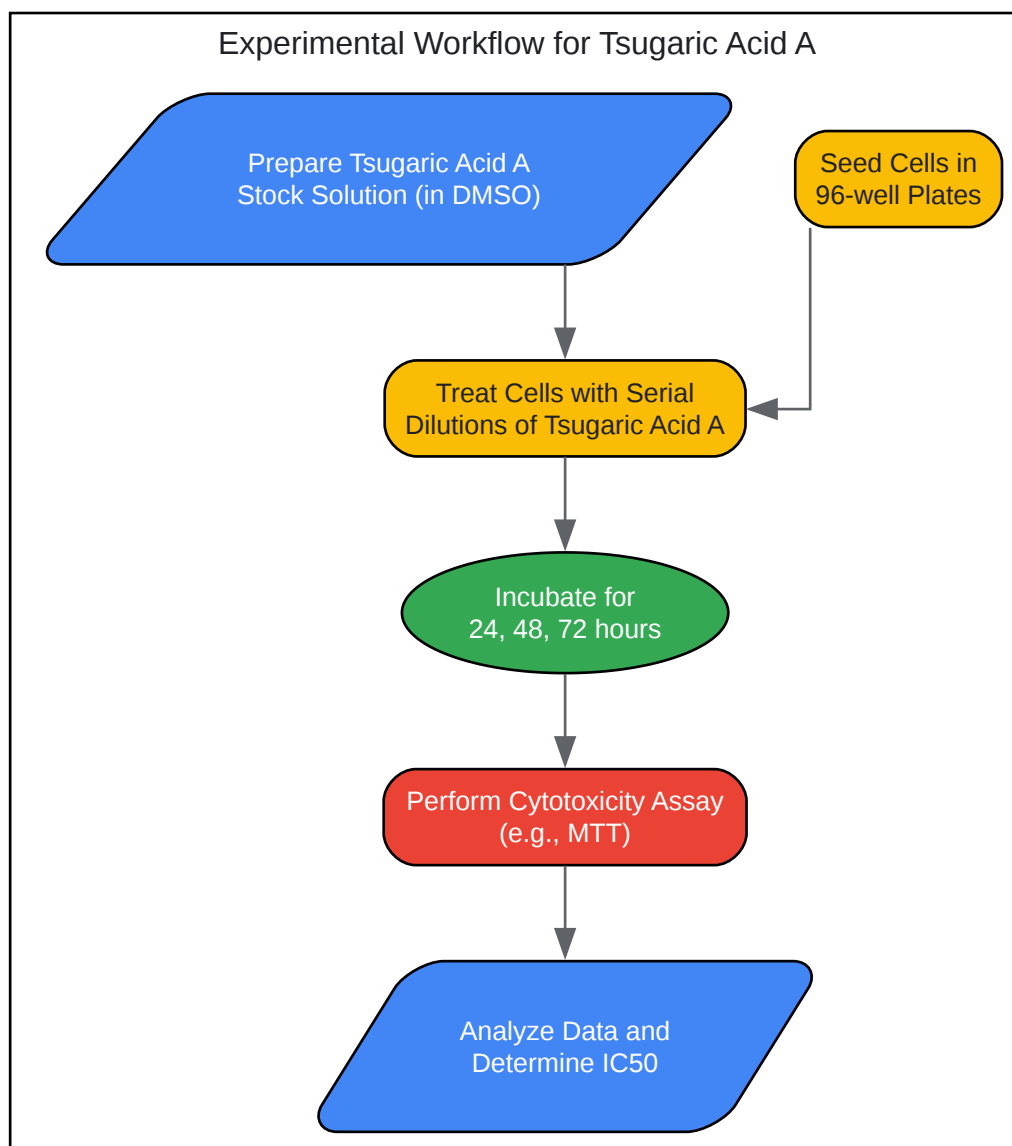 Experimental Workflow for Tsugaric Acid A
Prepare Tsugaric Acid A
Stock Solution (in DMSO)
Seed Cells in
96-well Plates
Treat Cells with Serial
Dilutions of Tsugaric Acid A
Incubate for
24, 48, 72 hours
Perform Cytotoxicity Assay
(e.g., MTT)
Analyze Data and
Determine IC50